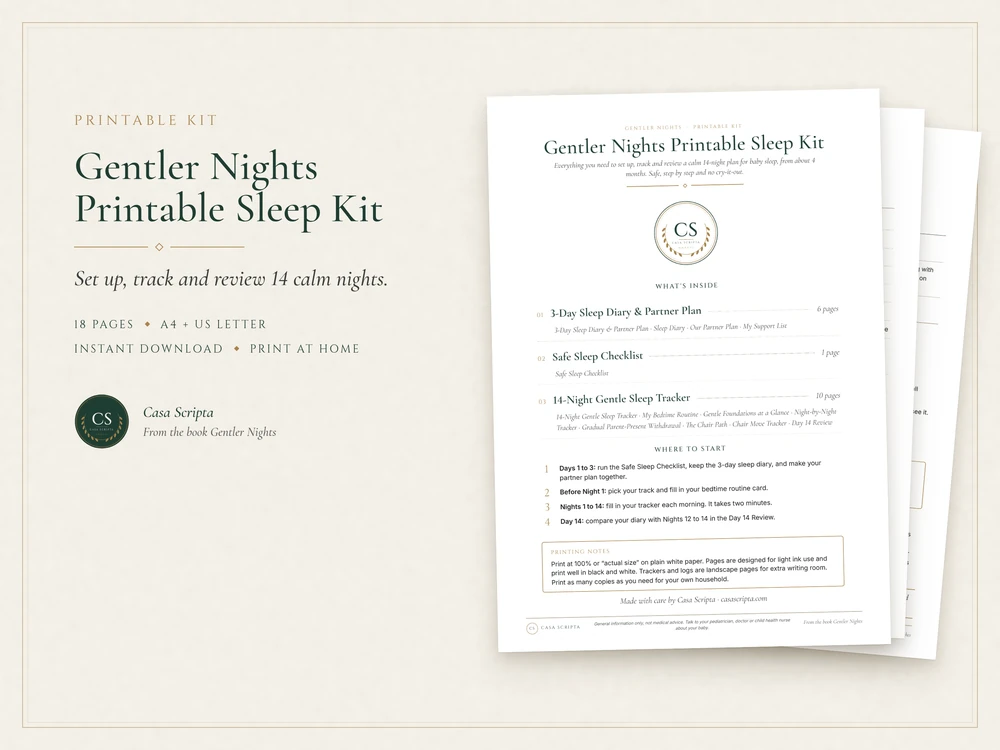 PRINTABLE KIT
Gentler Nights
Printable Sleep Kit
Set up, track and review 14 calm nights.
18 PAGES ◆ A4 + US LETTER
INSTANT DOWNLOAD ◆ PRINT AT HOME
CS
CASA SCRIPTA
Casa Scripta
From the book Gentler Nights
GENTLER NIGHTS · PRINTABLE KIT
Gentler Nights Printable Sleep Kit
Everything you need to set up, track and review a calm 14-night plan for baby sleep, from about 4
months. Safe, step by step and no cry-it-out.
CS
CASA SCRIPTA
WHAT'S INSIDE
01 3-Day Sleep Diary & Partner Plan 6 pages
3-Day Sleep Diary & Partner Plan · Sleep Diary · Our Partner Plan · My Support List
02 Safe Sleep Checklist 1 page
Safe Sleep Checklist
03 14-Night Gentle Sleep Tracker 10 pages
14-Night Gentle Sleep Tracker · My Bedtime Routine · Gentle Foundations at a Glance · Night-by-Night
Tracker · Gradual Parent-Present Withdrawal · The Chair Path · Chair Move Tracker · Day 14 Review
WHERE TO START
1 Days 1 to 3: run the Safe Sleep Checklist, keep the 3-day sleep diary, and make your
partner plan together.
2 Before Night 1: pick your track and fill in your bedtime routine card.
3 Nights 1 to 14: fill in your tracker each morning. It takes two minutes.
4 Day 14: compare your diary with Nights 12 to 14 in the Day 14 Review.
PRINTING NOTES
Print at 100% or "actual size" on plain white paper. Pages are designed for light ink use and
print well in black and white. Trackers and logs are landscape pages for extra writing room.
Print as many copies as you need for your own household.
Made with care by Casa Scripta · casascripta.com
CS CASA SCRIPTA
General information only, not medical advice. Talk to your pediatrician, doctor or child health nurse
about your baby.
From the book Gentler Nights
with
on
all
see it.